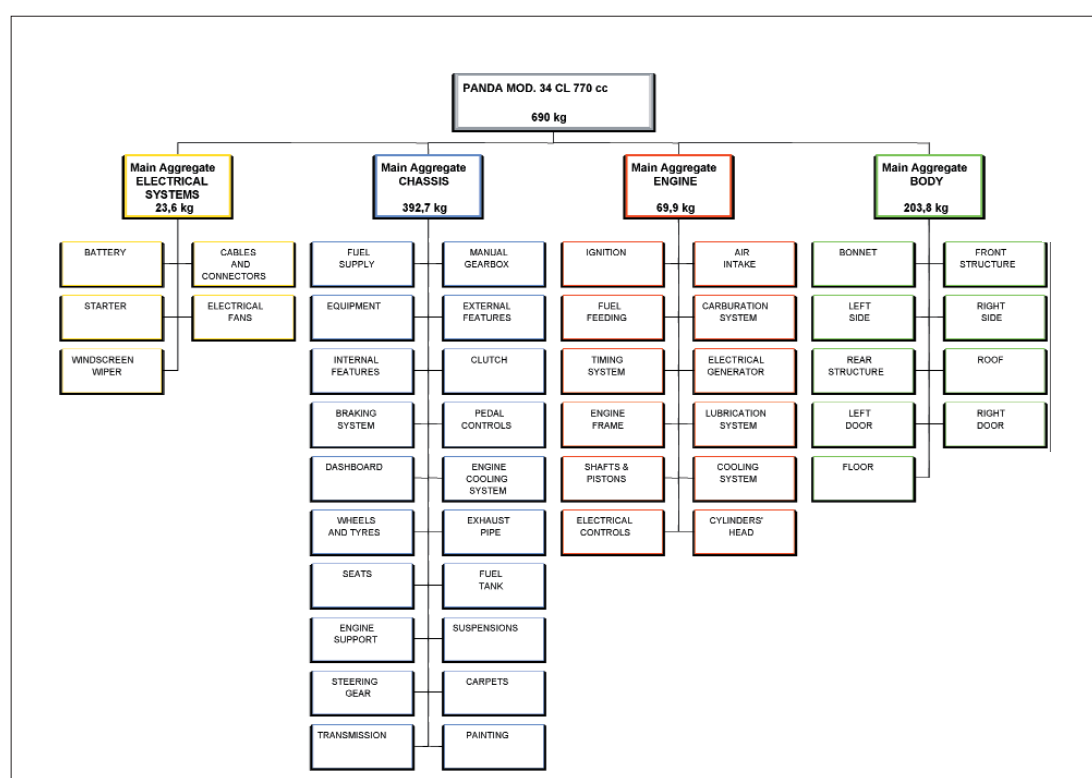 PANDA MOD. 34 CL 770 cc
690 kg
Main Aggregate
ELECTRICAL
SYSTEMS
23,6 kg
Main Aggregate
CHASSIS
392,7 kg
Main Aggregate
ENGINE
69,9 kg
Main Aggregate
BODY
203,8 kg
BATTERY
CABLES
AND
CONNECTORS
STARTER
ELECTRICAL
FANS
WINDSCREEN
WIPER
FUEL
SUPPLY
MANUAL
GEARBOX
EQUIPMENT
EXTERNAL
FEATURES
INTERNAL
FEATURES
CLUTCH
BRAKING
SYSTEM
PEDAL
CONTROLS
DASHBOARD
ENGINE
COOLING
SYSTEM
WHEELS
AND TYRES
EXHAUST
PIPE
SEATS
FUEL
TANK
ENGINE
SUPPORT
SUSPENSIONS
STEERING
GEAR
CARPETS
TRANSMISSION
PAINTING
IGNITION
AIR
INTAKE
FUEL
FEEDING
CARBURATION
SYSTEM
TIMING
SYSTEM
ELECTRICAL
GENERATOR
ENGINE
FRAME
LUBRICATION
SYSTEM
SHAFTS &
PISTONS
COOLING
SYSTEM
ELECTRICAL
CONTROLS
CYLINDERS'
HEAD
BONNET
FRONT
STRUCTURE
LEFT
SIDE
RIGHT
SIDE
REAR
STRUCTURE
ROOF
LEFT
DOOR
RIGHT
DOOR
FLOOR